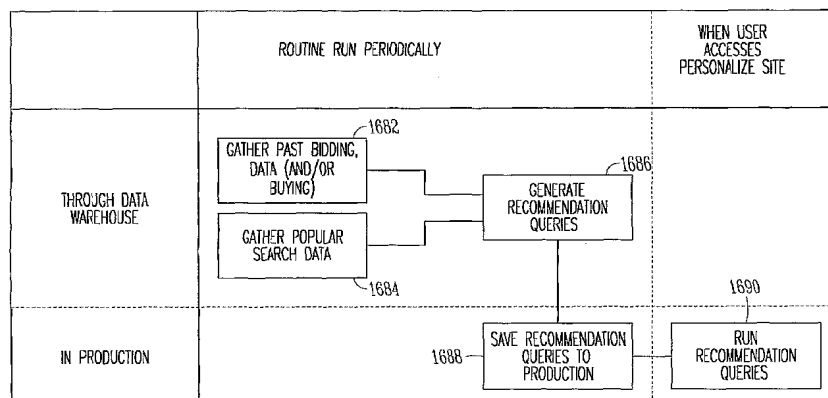 ROUTINE RUN PERIODICALLY
WHEN USER
ACCESSES
PERSONALIZE SITE
THROUGH DATA
WAREHOUSE
1682
GATHER PAST BIDDING,
DATA (AND/OR
BUYING)
GATHER POPULAR
SEARCH DATA
1684
1686
GENERATE
RECOMMENDATION
QUERIES
IN PRODUCTION
1688
SAVE RECOMMENDATION
QUERIES TO
PRODUCTION
1690
RUN
RECOMMENDATION
QUERIES